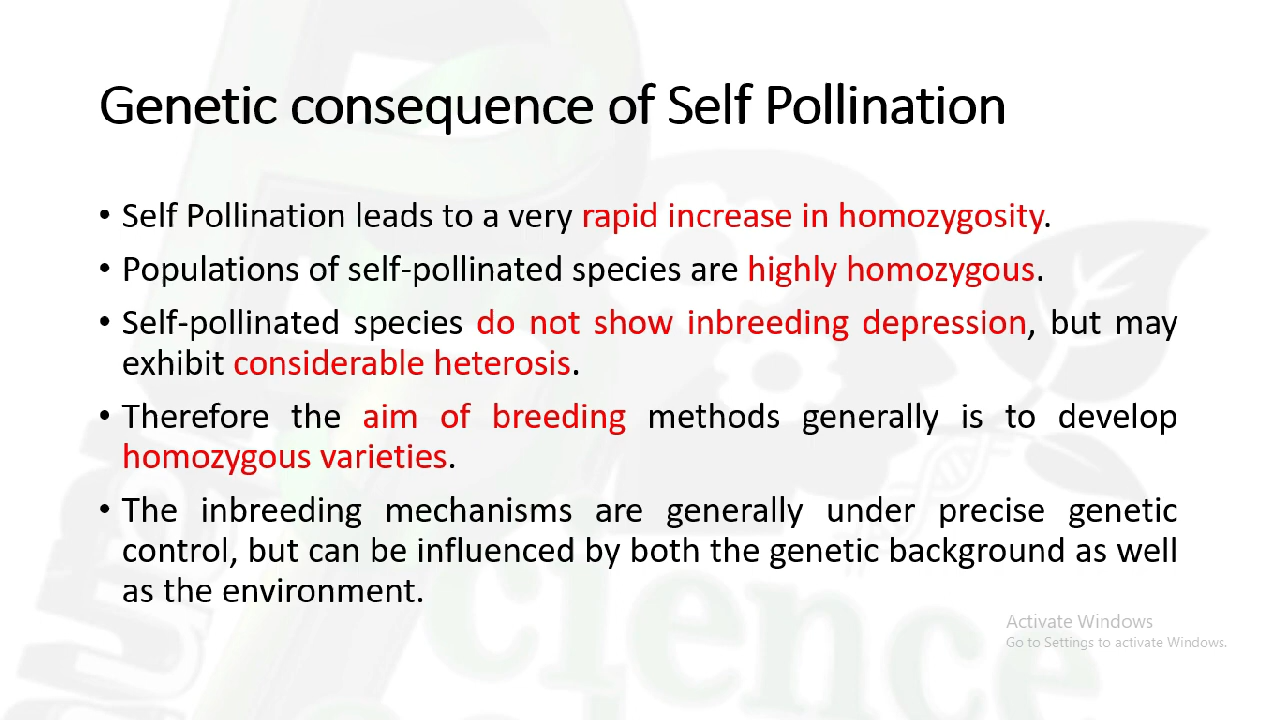 Genetic consequence of Self Pollination
• Self Pollination leads to a very rapid increase in homozygosity.
• Populations of self-pollinated species are highly homozygous.
• Self-pollinated species do not show inbreeding depression, but may
exhibit considerable heterosis.
• Therefore the aim of breeding methods generally is to develop
homozygous varieties.
• The inbreeding mechanisms are generally under precise genetic
control, but can be influenced by both the genetic background as well
as the environment.
Activate Windows
Go to Settings to activate Windows.